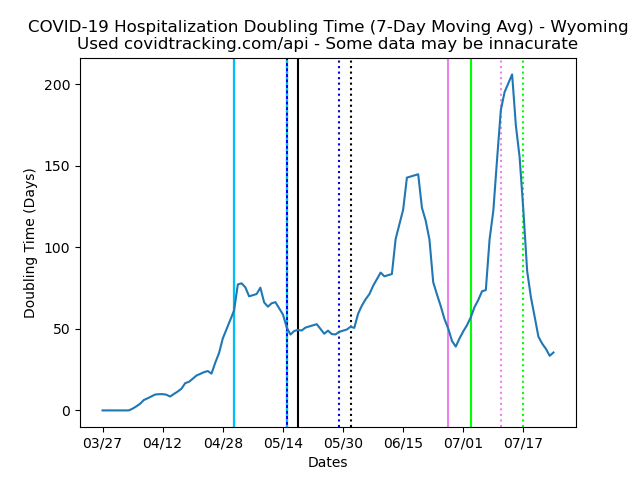 COVID-19 Hospitalization Doubling Time (7-Day Moving Avg) - Wyoming
Used covidtracking.com/api - Some data may be innacurate
200
150
100
50
0
Doubling Time (Days)
03/27 04/12 04/28 05/14 05/30 06/15 07/01 07/17
Dates